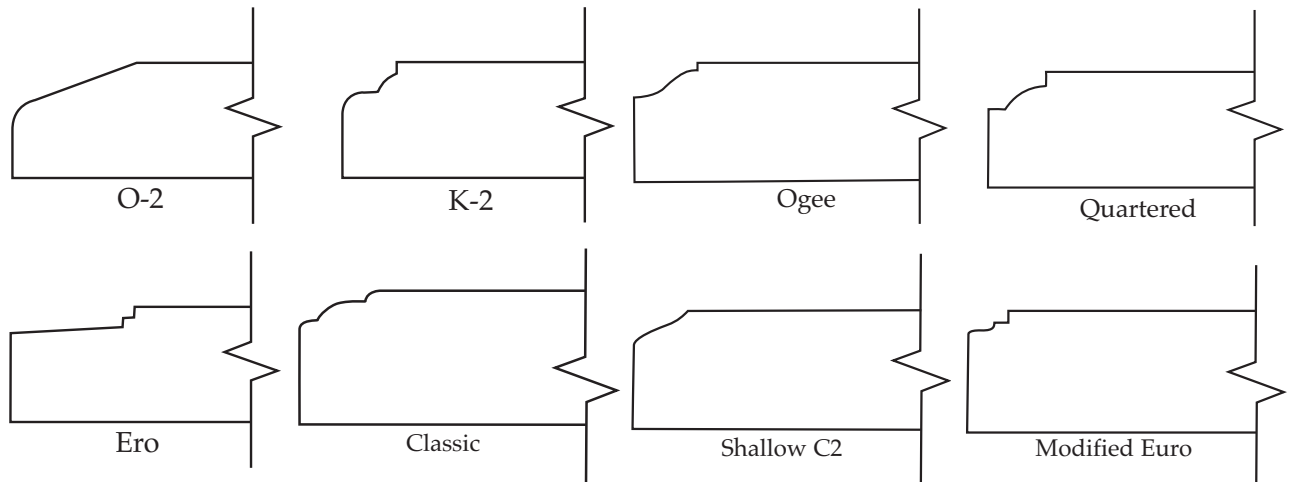 O-2
K-2
Ogee
Quartered
Ero
Classic
Shallow C2
Modified Euro